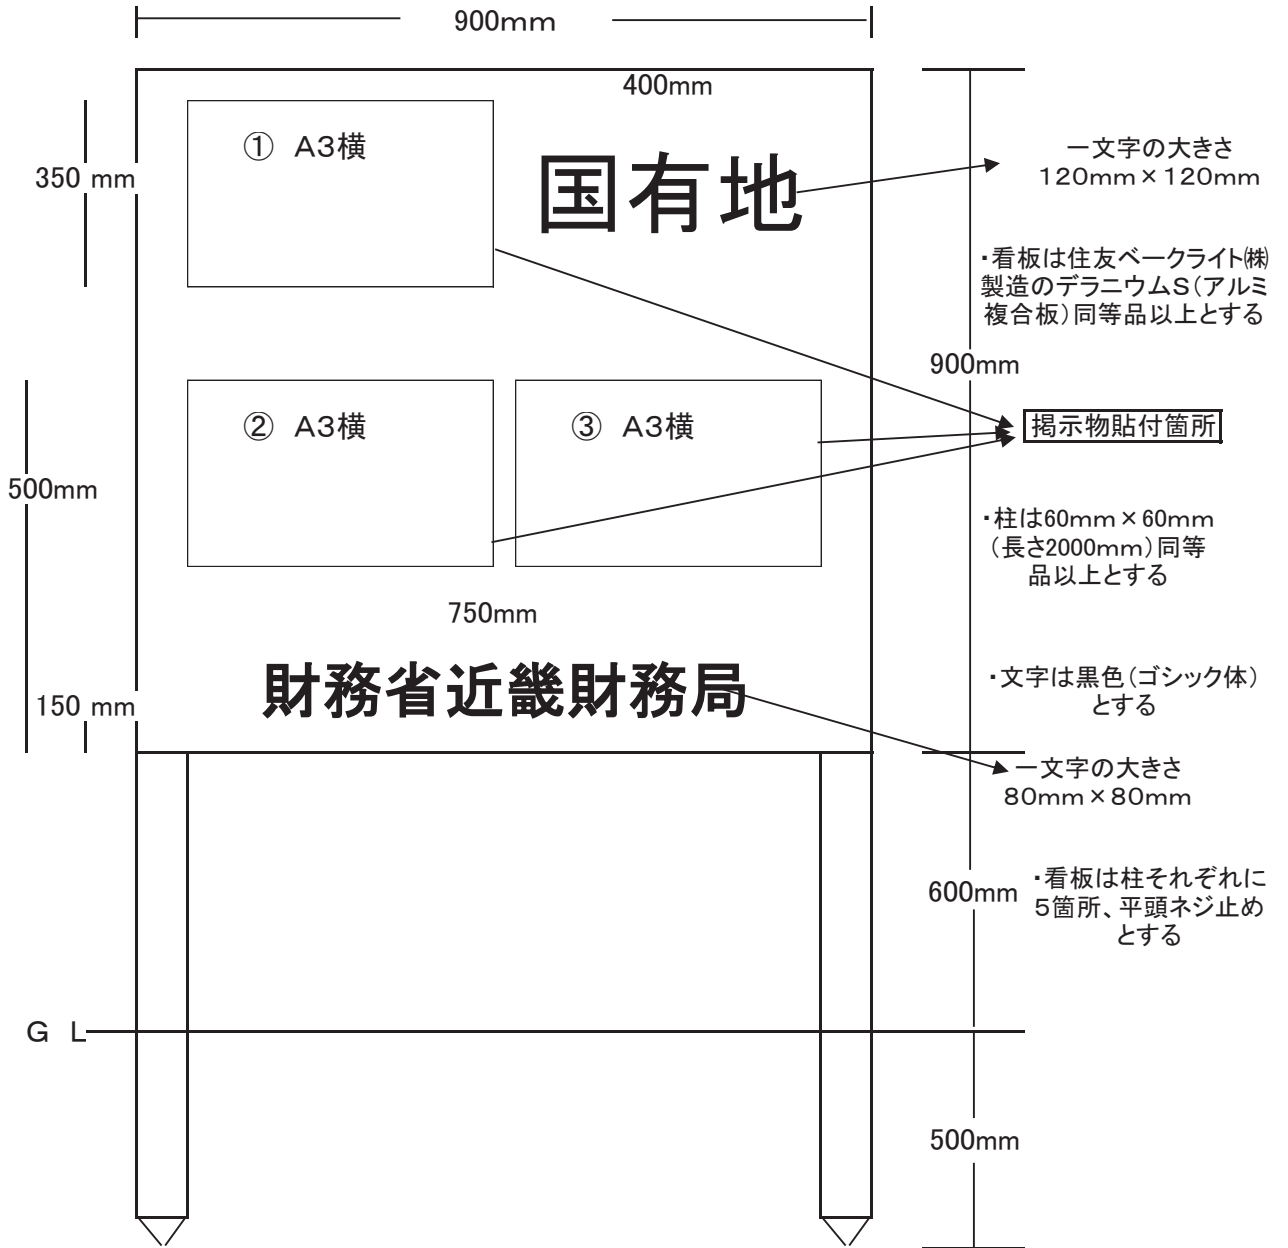 900mm
400mm
① A3横
350 mm
国有地
一文字の大きさ
120mm×120mm
・看板は住友ベークライト㈱
製造のデラニウムS(アルミ
複合板)同等品以上とする
900mm
② A3横
③ A3横
掲示物貼付箇所
500mm
・柱は60mm×60mm
(長さ2000mm)同等
品以上とする
750mm
財務省近畿財務局
150 mm
・文字は黒色(ゴシック体)
とする
一文字の大きさ
80mm×80mm
600mm
・看板は柱それぞれに
5箇所、平頭ネジ止め
とする
G L
500mm